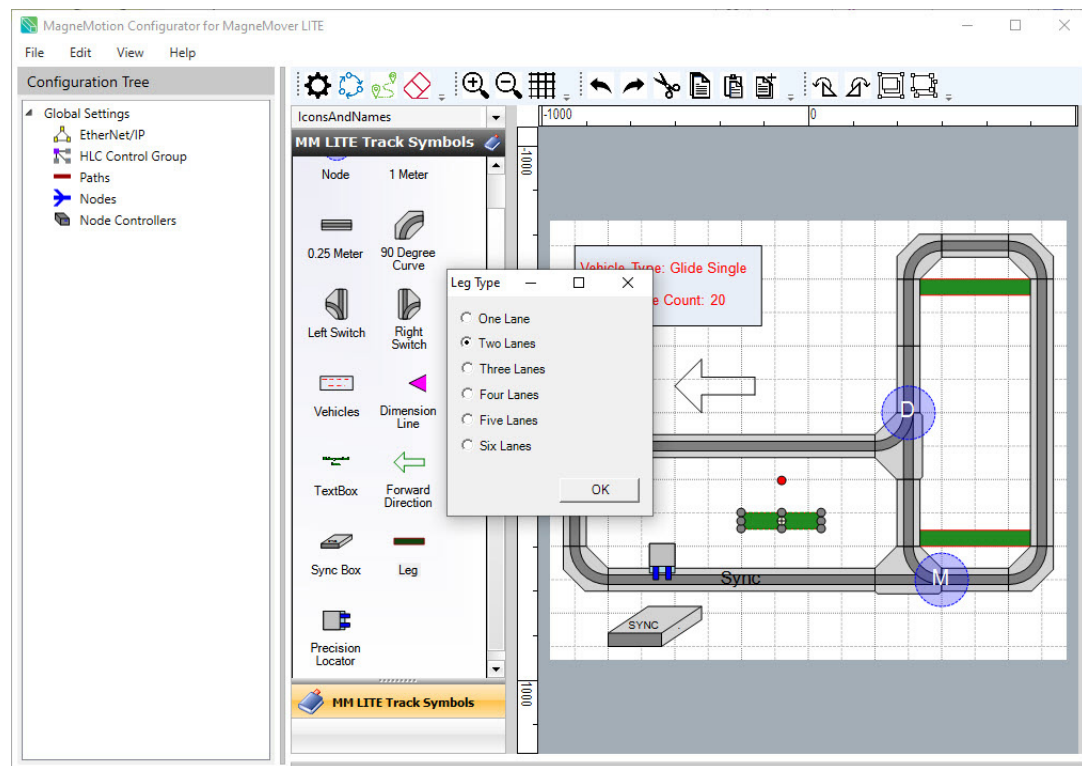 MagneMotion Configurator for MagneMover LITE
File Edit View Help
Configuration Tree
Global Settings
EtherNet/IP
HLC Control Group
Paths
Nodes
Node Controllers
IconsAndNames
MM LITE Track Symbols
Node
1 Meter
0.25 Meter
90 Degree
Curve
Left Switch
Right
Switch
Vehicles
Dimension
Line
TextBox
Forward
Direction
Sync Box
Leg
Precision
Locator
MM LITE Track Symbols
-1000
0
-1000
1000
Vehicle Type: Glide Single
e Count: 20
Leg Type
One Lane
Two Lanes
Three Lanes
Four Lanes
Five Lanes
Six Lanes
OK
D
M
Sync
SYNC